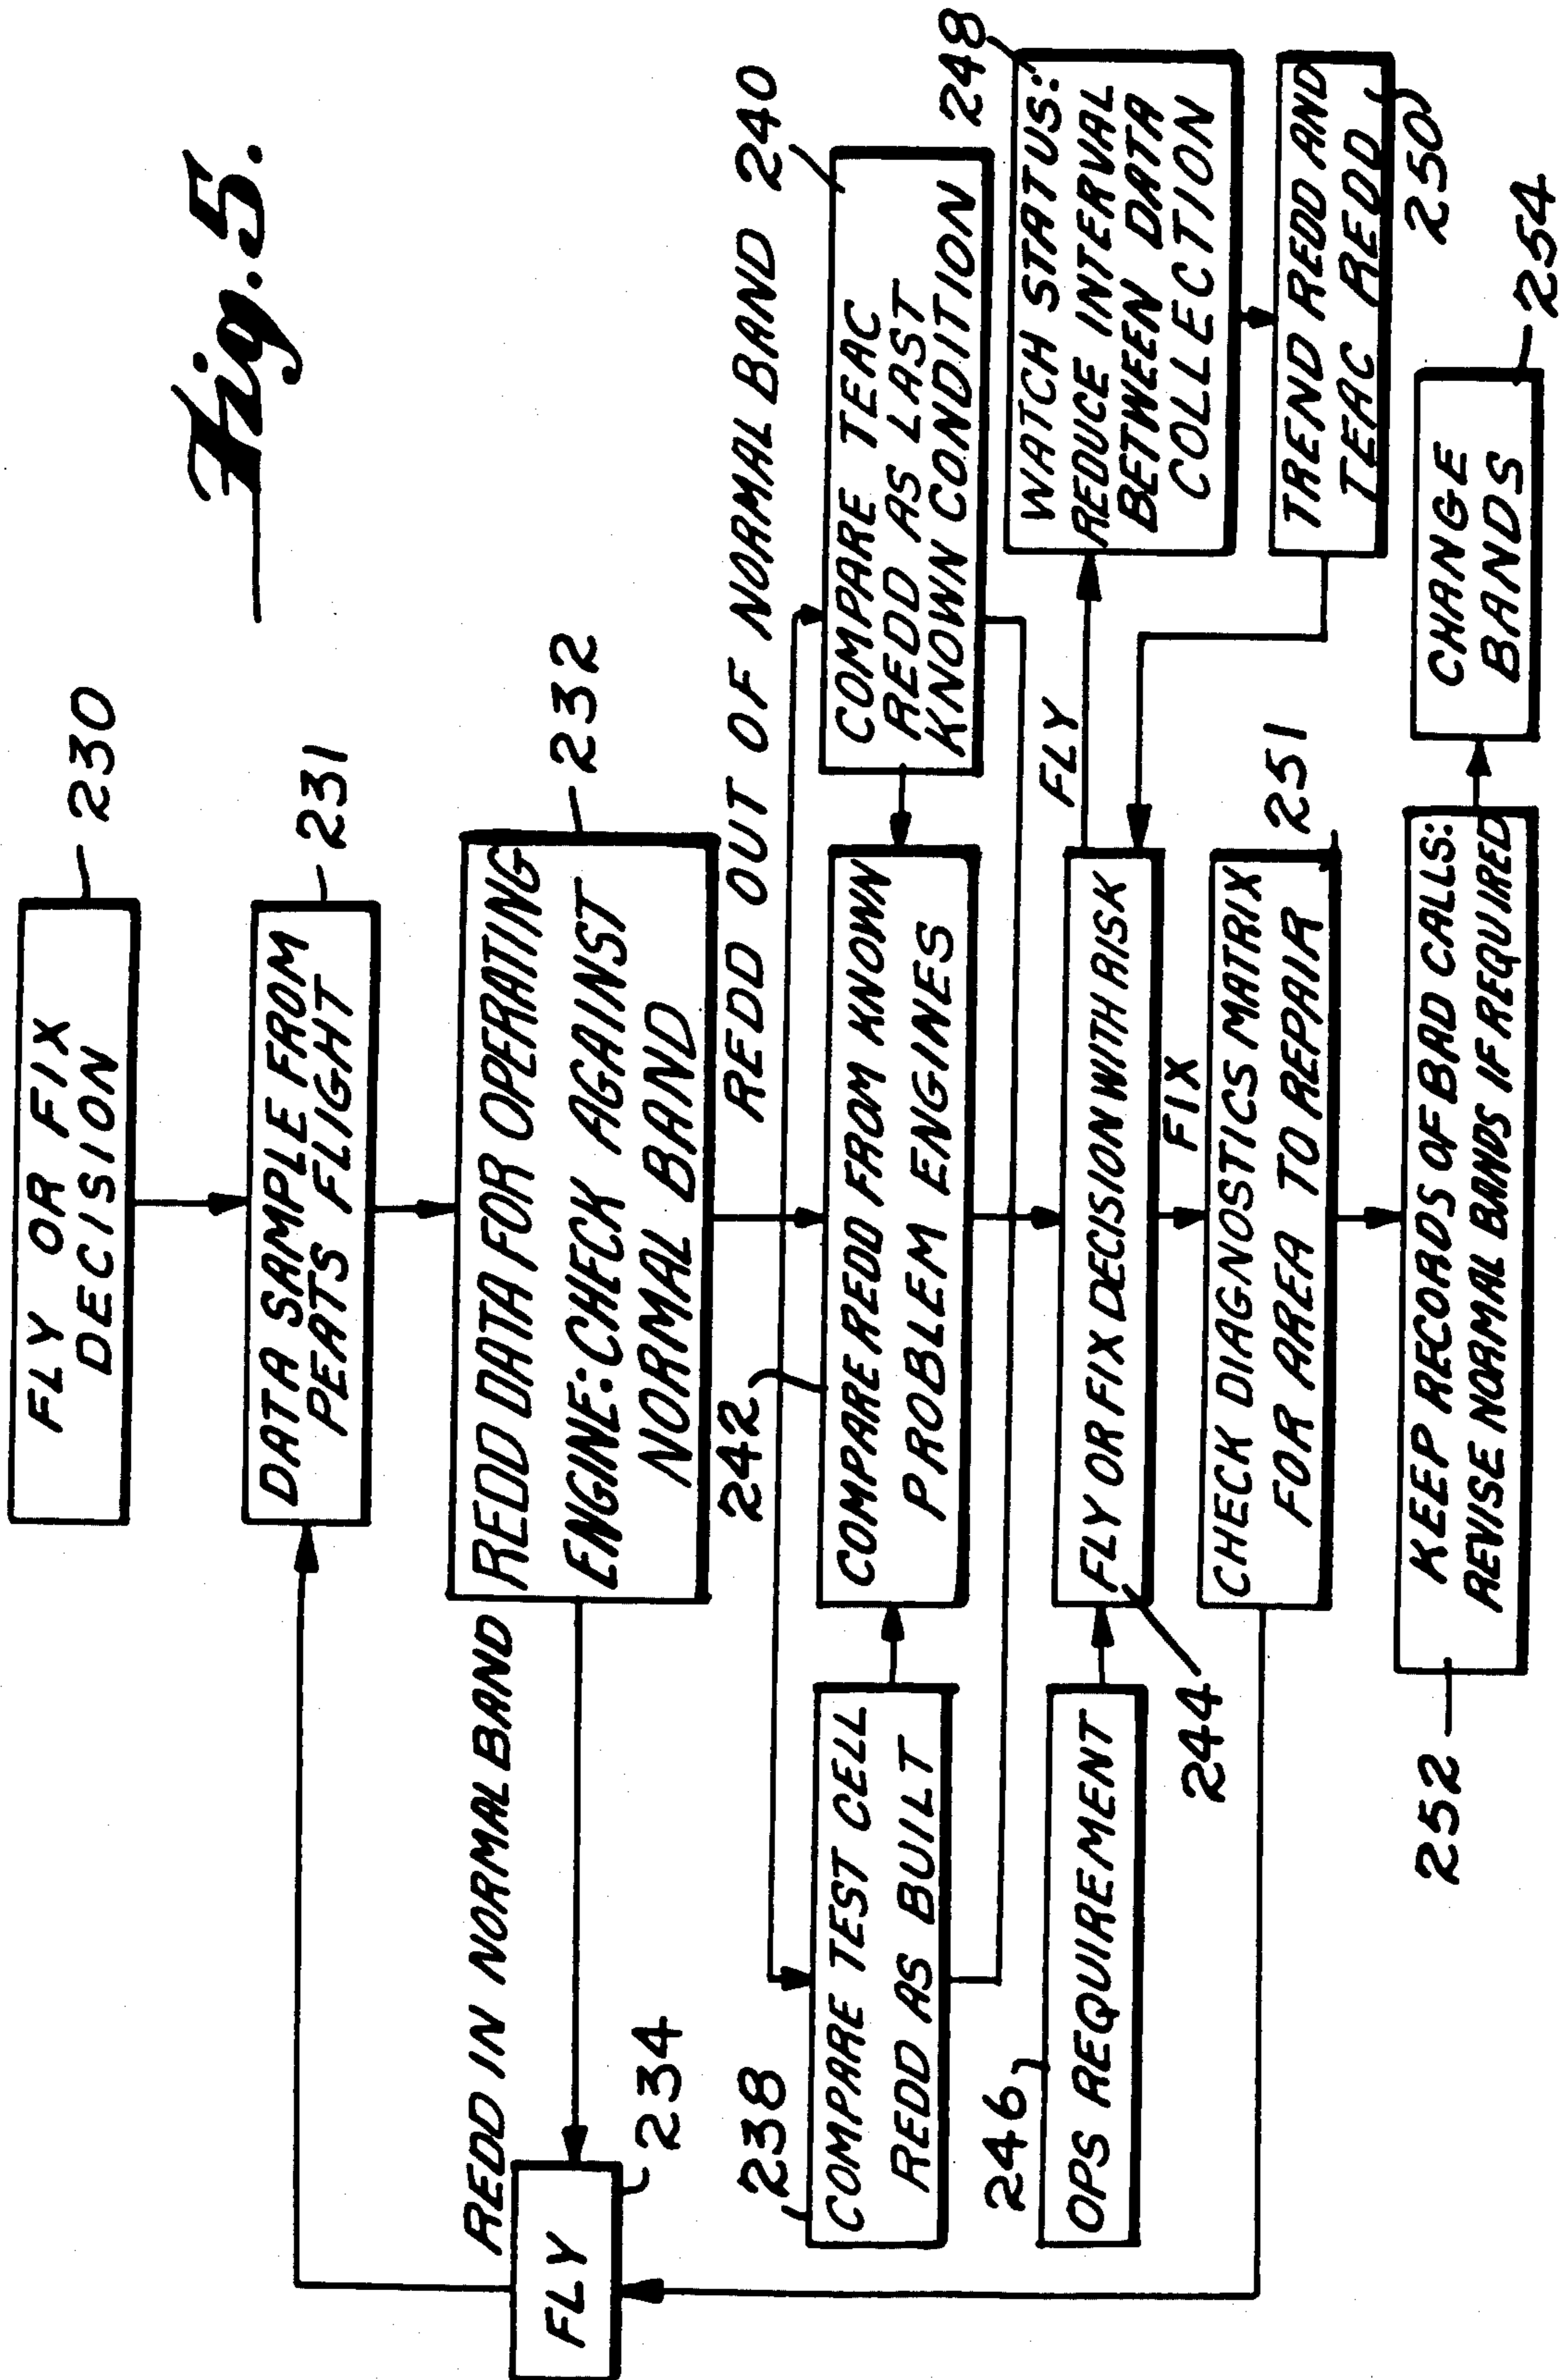 Fig. 5.
FLY OR FIX
DECISION
230
DATA SAMPLE FROM
PEATS FLIGHT
231
REDD DATA FOR OPERATING
ENGINE: CHECK AGAINST
NORMAL BAND
232
REDD IN NORMAL BAND
FLY
234
REDD OUT OF NORMAL BAND
238
COMPARE TEST CELL
REDD AS BUILT
242
COMPARE REDD FROM KNOWN
PROBLEM ENGINES
240
COMPARE TEAC
REDD AS LAST
KNOWN CONDITION
246
OPS REQUIREMENT
244
FLY OR FIX DECISION WITH RISK
FLY
248
WATCH STATUS:
REDUCE INTERVAL
BETWEEN DATA
COLLECTION
FIX
CHECK DIAGNOSTICS MATRIX
FOR AREA TO REPAIR
251
TREND REDD AND
TEAC REDD
250
252
KEEP RECORDS OF BAD CALLS:
REVISE NORMAL BANDS IF REQUIRED
CHANGE
BANDS
254